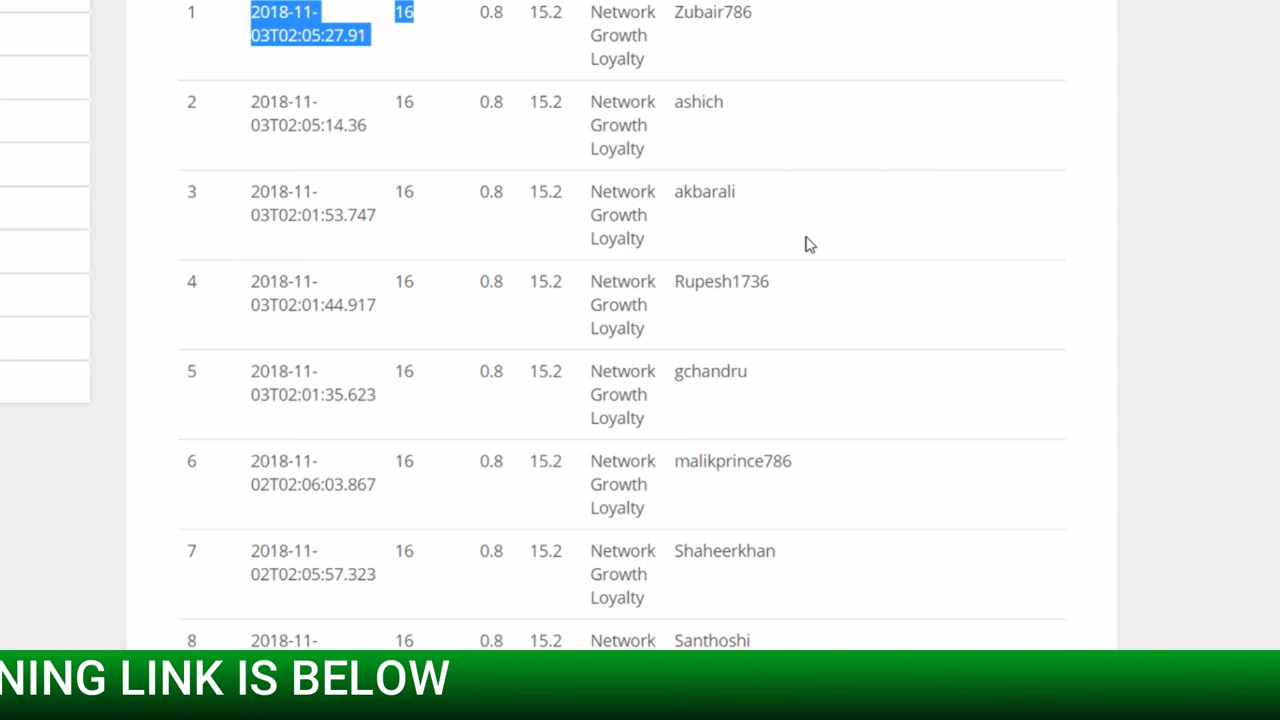 1 2018-11- 16 0.8 15.2 Network Zubair786
03T02:05:27.91 Growth
Loyalty
2 2018-11- 16 0.8 15.2 Network ashich
03T02:05:14.36 Growth
Loyalty
3 2018-11- 16 0.8 15.2 Network akbarali
03T02:01:53.747 Growth
Loyalty
4 2018-11- 16 0.8 15.2 Network Rupesh1736
03T02:01:44.917 Growth
Loyalty
5 2018-11- 16 0.8 15.2 Network gchandru
03T02:01:35.623 Growth
Loyalty
6 2018-11- 16 0.8 15.2 Network malikprince786
02T02:06:03.867 Growth
Loyalty
7 2018-11- 16 0.8 15.2 Network Shaheerkhan
02T02:05:57.323 Growth
Loyalty
8 2018-11- 16 0.8 15.2 Network Santhoshi
NING LINK IS BELOW